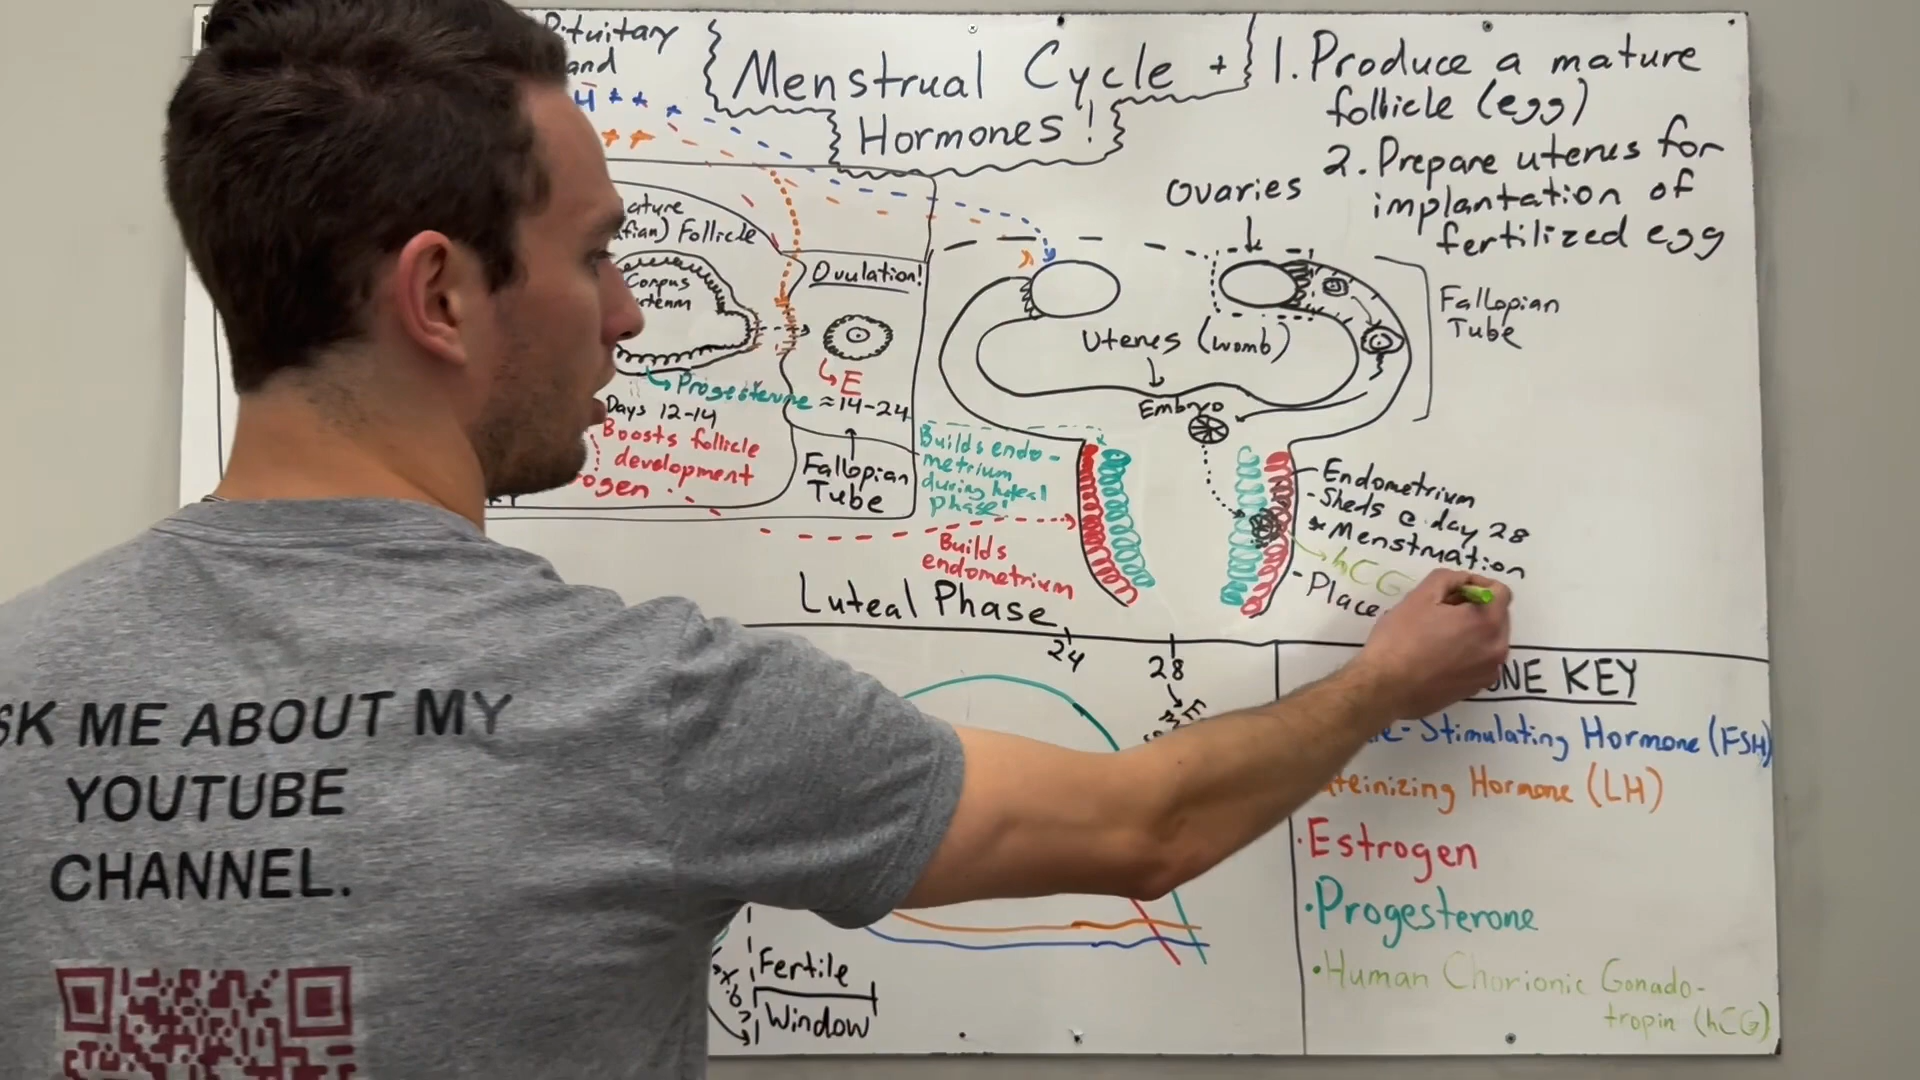 Pituitary
and
Menstrual Cycle +
Hormones!
1. Produce a mature
follicle (egg)
2. Prepare uterus for
implantation of
fertilized egg
Ovaries
Follicle
Corpus
Ovulation!
E
Progesterone
≈14-24
Days 12-14
Boosts follicle
development
Fallopian
Tube
Builds endo-
metrium
during luteal
phase!
Builds
endometrium
Uterus (womb)
Embryo
Fallopian
Tube
Endometrium
- Sheds @ day 28
* Menstruation
hCG
- Place
Luteal Phase
24
28
NE KEY
-Stimulating Hormone (FSH)
Hormone (LH)
•Estrogen
•Progesterone
•Human Chorionic Gonado-
tropin (hCG)
Fertile
Window
SK ME ABOUT MY
YOUTUBE
CHANNEL.